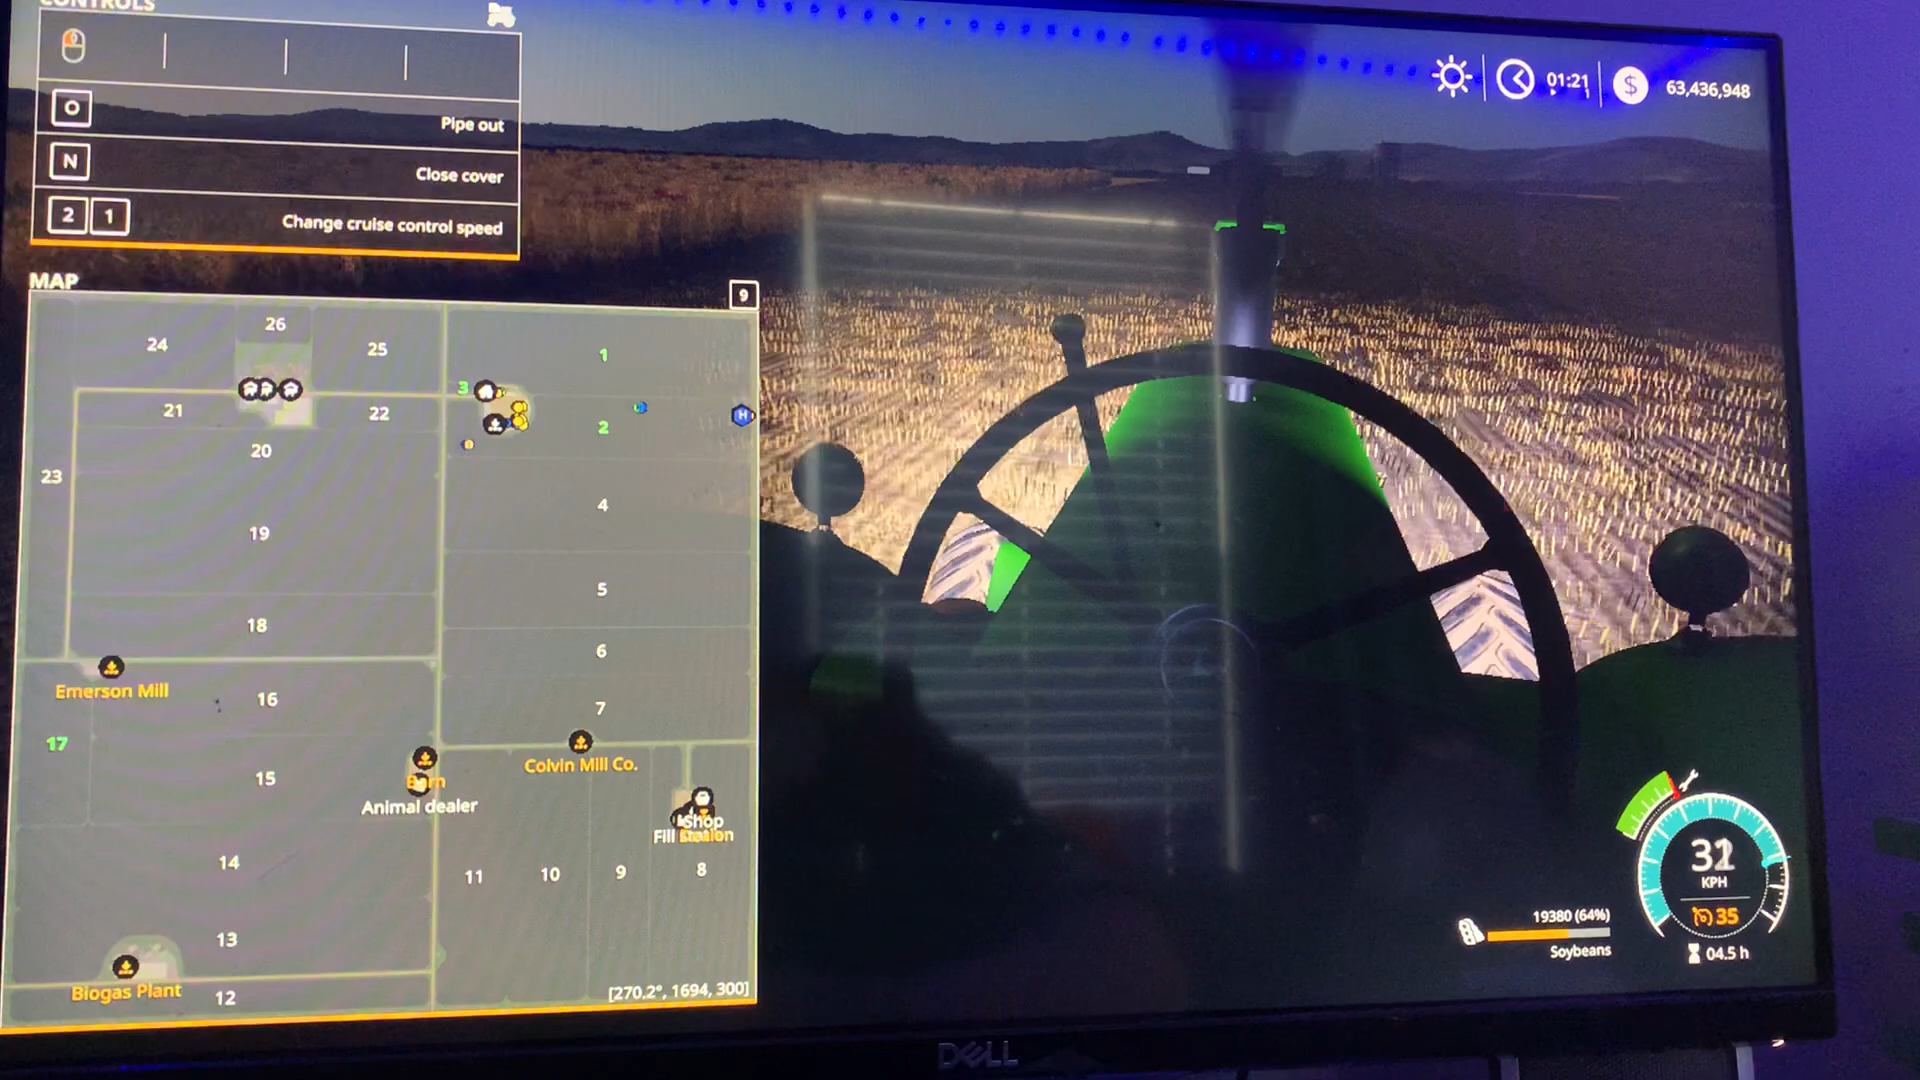 CONTROLS
O
Pipe out
N
Close cover
2 1
Change cruise control speed
01:21
$
63,436,948
MAP
9
26
24
25
1
3
21
22
2
H
20
23
4
19
5
18
6
Emerson Mill
16
7
17
Colvin Mill Co.
15
Barn
Animal dealer
Shop
Fill Station
14
11
10
9
8
13
Biogas Plant
12
[270.2°, 1694, 300]
KPH
35
19380 (64%)
Soybeans
04.5 h
DELL